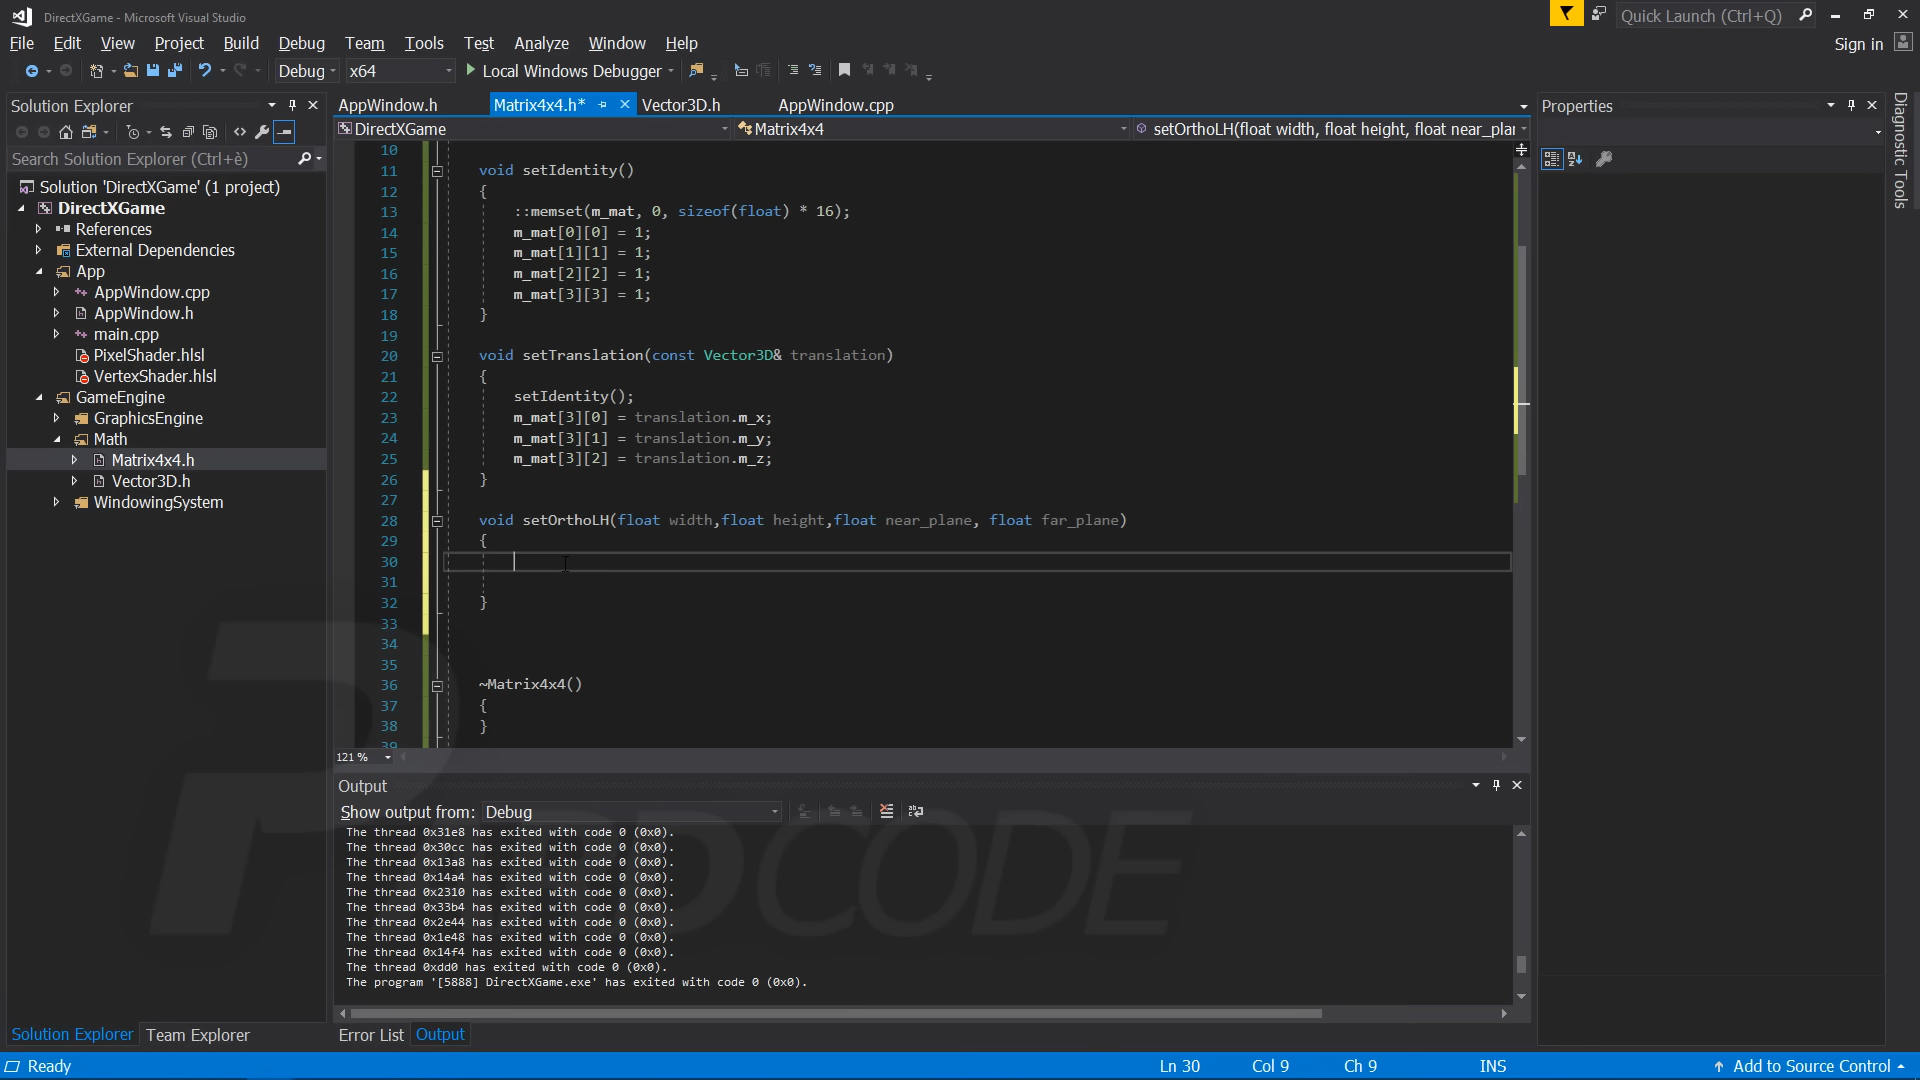 DirectXGame - Microsoft Visual Studio
Quick Launch (Ctrl+Q)
File Edit View Project Build Debug Team Tools Test Analyze Window Help
Sign in
Debug x64 Local Windows Debugger
Solution Explorer
AppWindow.h Matrix4x4.h* Vector3D.h AppWindow.cpp
Properties
DirectXGame Matrix4x4 setOrthoLH(float width, float height, float near_plan
Search Solution Explorer (Ctrl+è)
Solution 'DirectXGame' (1 project)
DirectXGame
References
External Dependencies
App
AppWindow.cpp
AppWindow.h
main.cpp
PixelShader.hlsl
VertexShader.hlsl
GameEngine
GraphicsEngine
Math
Matrix4x4.h
Vector3D.h
WindowingSystem
Solution Explorer Team Explorer
10
11 void setIdentity()
12 {
13 ::memset(m_mat, 0, sizeof(float) * 16);
14 m_mat[0][0] = 1;
15 m_mat[1][1] = 1;
16 m_mat[2][2] = 1;
17 m_mat[3][3] = 1;
18 }
19
20 void setTranslation(const Vector3D& translation)
21 {
22 setIdentity();
23 m_mat[3][0] = translation.m_x;
24 m_mat[3][1] = translation.m_y;
25 m_mat[3][2] = translation.m_z;
26 }
27
28 void setOrthoLH(float width,float height,float near_plane, float far_plane)
29 {
30
31
32 }
33
34
35
36 ~Matrix4x4()
37 {
38 }
39
121 %
Output
Show output from: Debug
The thread 0x31e8 has exited with code 0 (0x0).
The thread 0x30cc has exited with code 0 (0x0).
The thread 0x13a8 has exited with code 0 (0x0).
The thread 0x14a4 has exited with code 0 (0x0).
The thread 0x2310 has exited with code 0 (0x0).
The thread 0x33b4 has exited with code 0 (0x0).
The thread 0x2e44 has exited with code 0 (0x0).
The thread 0x1e48 has exited with code 0 (0x0).
The thread 0x14f4 has exited with code 0 (0x0).
The thread 0xdd0 has exited with code 0 (0x0).
The program '[5888] DirectXGame.exe' has exited with code 0 (0x0).
Error List Output
Diagnostic Tools
Ready Ln 30 Col 9 Ch 9 INS Add to Source Control